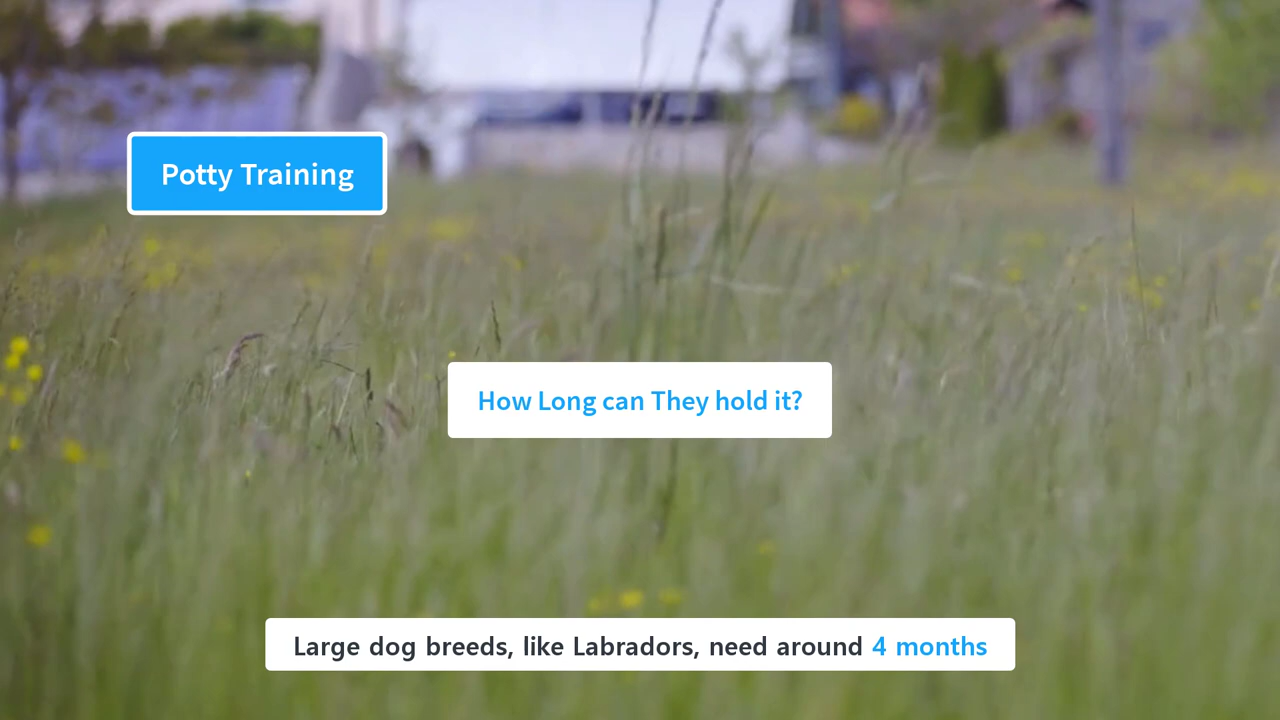 Potty Training
How Long can They hold it?
Large dog breeds, like Labradors, need around 4 months